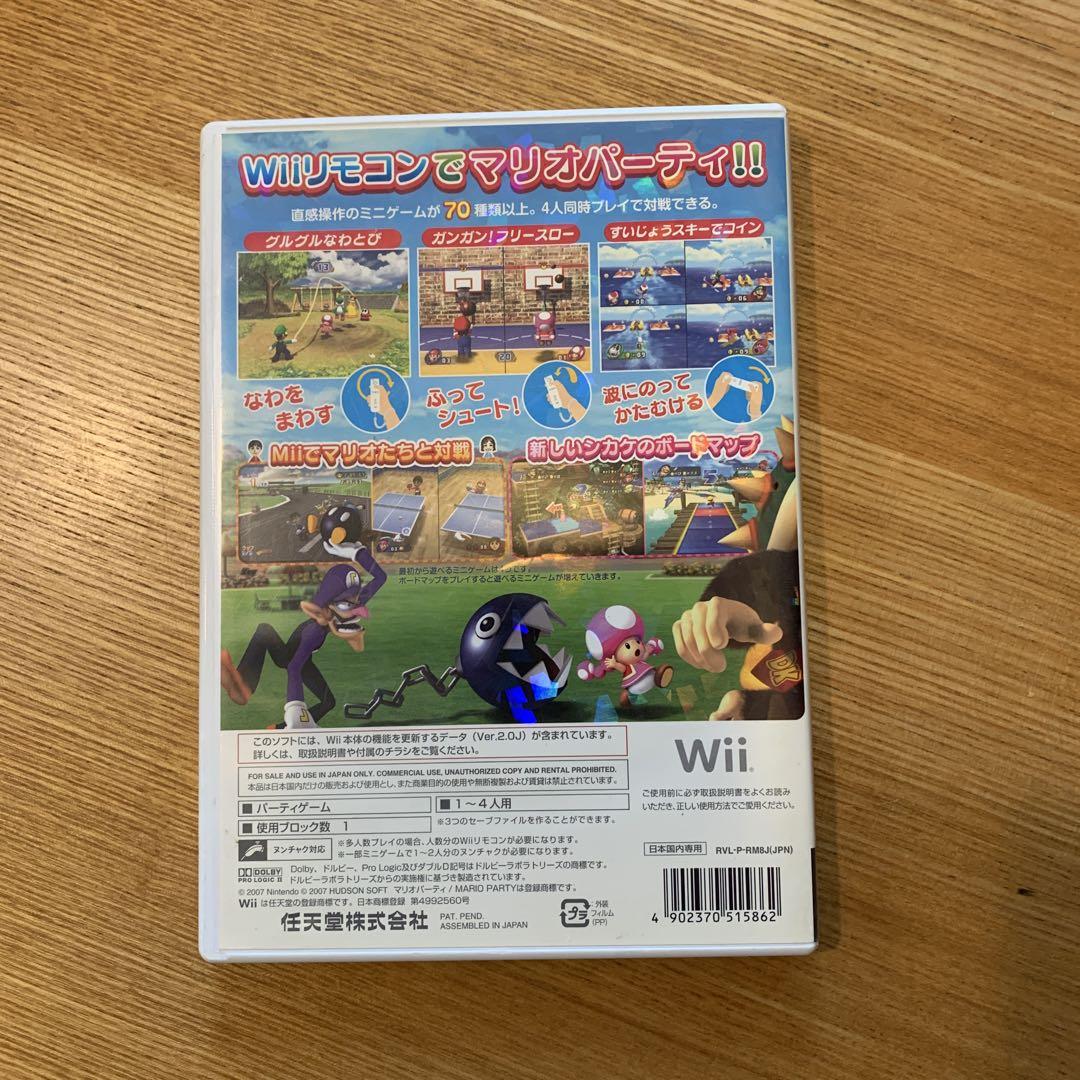 Wiiリモコンでマリオパーティ!!
直感操作のミニゲームが70種類以上。4人同時プレイで対戦できる。
グルグルなわとび
ガンガン!フリースロー
すいじょうスキーでコイン
なわを
まわす
ふって
シュート!
波にのって
かたむける
Miiでマリオたちと対戦
新しいシカケのボードマップ
最初から遊べるミニゲームは
ボードマップをプレイすると遊べるミニゲームが増えていきます。
DK
このソフトには、Wii本体の機能を更新するデータ(Ver.2.0J)が含まれています。
詳しくは、取扱説明書や付属のチラシをご覧ください。
FOR SALE AND USE IN JAPAN ONLY. COMMERCIAL USE, UNAUTHORIZED COPY AND RENTAL PROHIBITED.
本品は日本国内だけの販売および使用とし、また商業目的の使用や無断複製および賃貸は禁止されています。
■パーティゲーム
■1〜4人用
■使用ブロック数 1
※3つのセーブファイルを作ることができます。
ヌンチャク対応
※多人数プレイの場合、人数分のWiiリモコンが必要になります。
※一部ミニゲームで1〜2人分のヌンチャクが必要になります。
DOLBY
PRO LOGIC II
Dolby、ドルビー、Pro Logic及びダブルD記号はドルビーラボラトリーズの商標です。
ドルビーラボラトリーズからの実施権に基づき製造されています。
© 2007 Nintendo © 2007 HUDSON SOFT マリオパーティ / MARIO PARTYは登録商標です。
Wii は任天堂の登録商標です。日本商標登録 第4992560号
任天堂株式会社
PAT. PEND.
ASSEMBLED IN JAPAN
プラ
:外装
フィルム
(PP)
Wii
ご使用前に必ず取扱説明書をよくお読み
いただき、正しい使用方法でご愛用ください。
日本国内専用
RVL-P-RM8J(JPN)
4 902370 515862